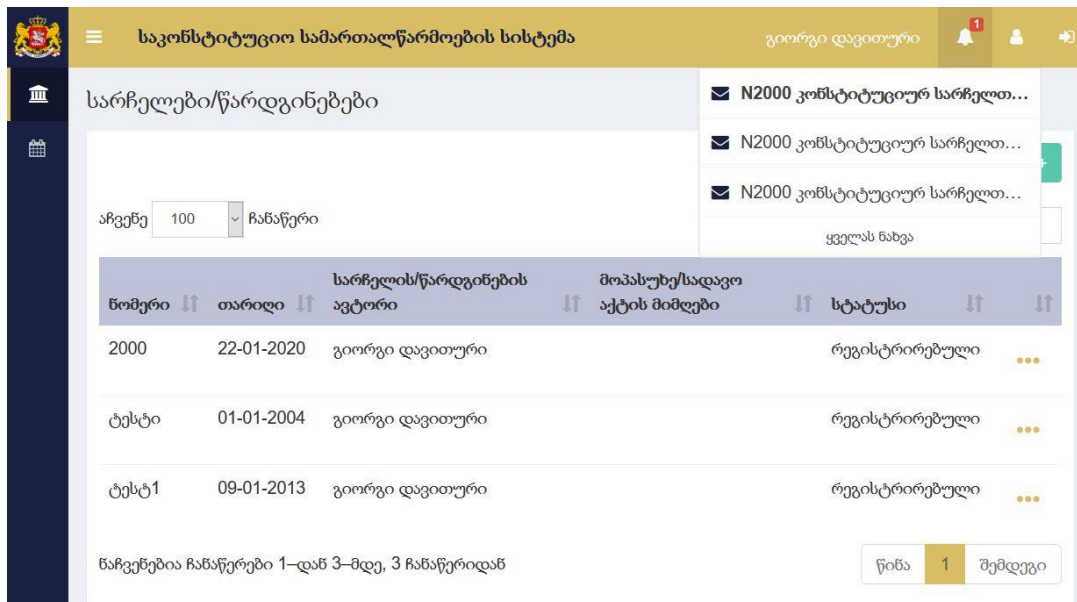 საკონსტიტუციო სამართალწარმოების სისტემა
გიორგი დავითური
1
სარჩელები/წარდგინებები
N2000 კონსტიტუციურ სარჩელთ...
N2000 კონსტიტუციურ სარჩელთ...
N2000 კონსტიტუციურ სარჩელთ...
ყველას ნახვა
აჩვენე 100 ჩანაწერი
ნომერი თარიღი სარჩელის/წარდგინების ავტორი მოპასუხე/სადავო აქტის მიმღები სტატუსი
2000 22-01-2020 გიორგი დავითური რეგისტრირებული
ტესტი 01-01-2004 გიორგი დავითური რეგისტრირებული
ტესტ1 09-01-2013 გიორგი დავითური რეგისტრირებული
ნაჩვენებია ჩანაწერები 1–დან 3–მდე, 3 ჩანაწერიდან
წინა 1 შემდეგი